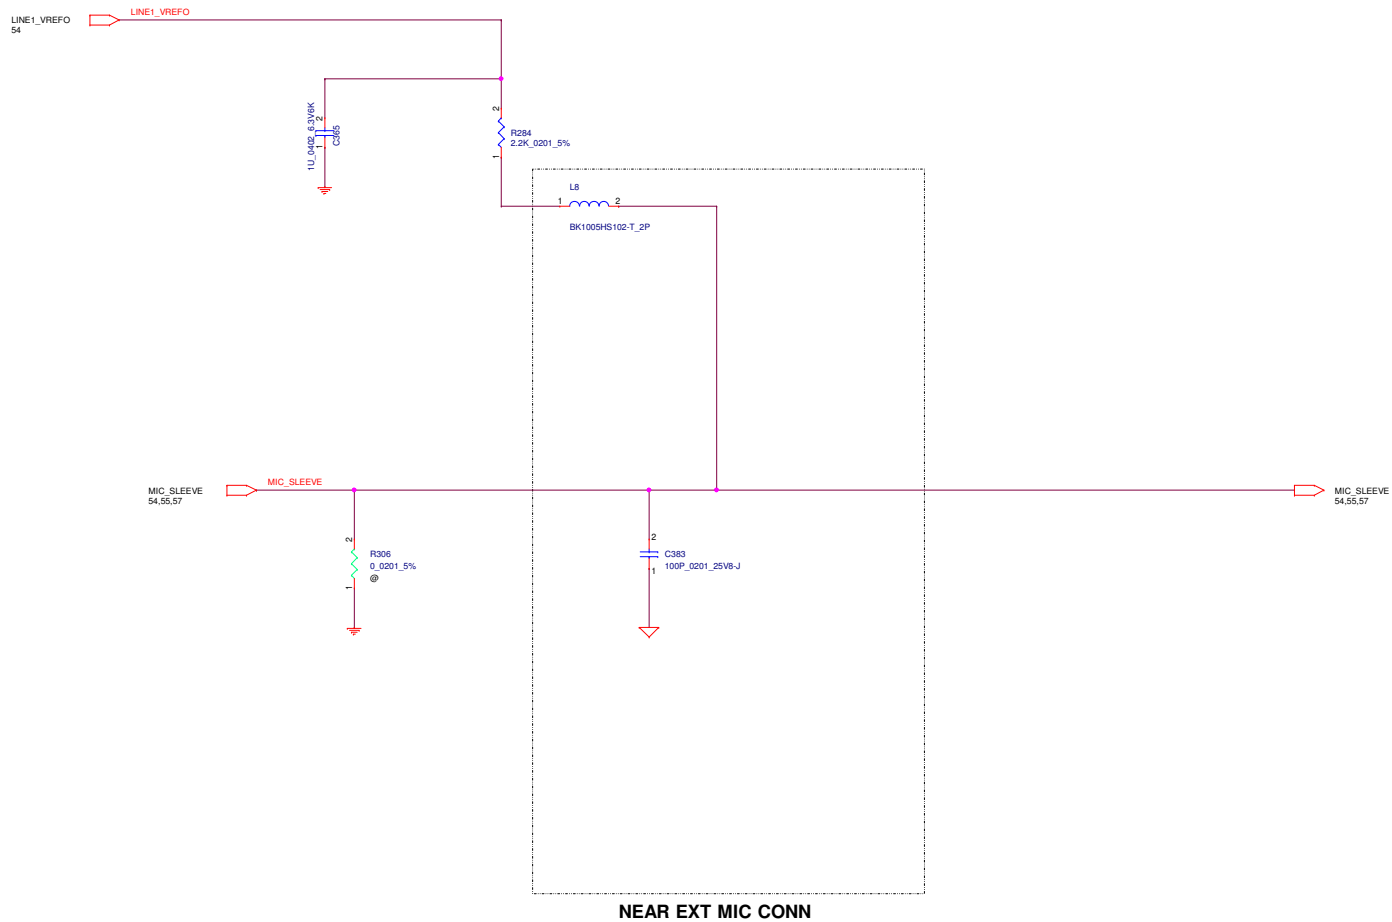 LINE1_VREFO
54
LINE1_VREFO
1U_0402_6.3V6K
C365
2
1
2
R284
2.2K_0201_5%
1
L8
1
2
BK1005HS102-T_2P
MIC_SLEEVE
54,55,57
MIC_SLEEVE
MIC_SLEEVE
54,55,57
2
R306
0_0201_5%
@
1
2
C383
100P_0201_25V8-J
1
NEAR EXT MIC CONN